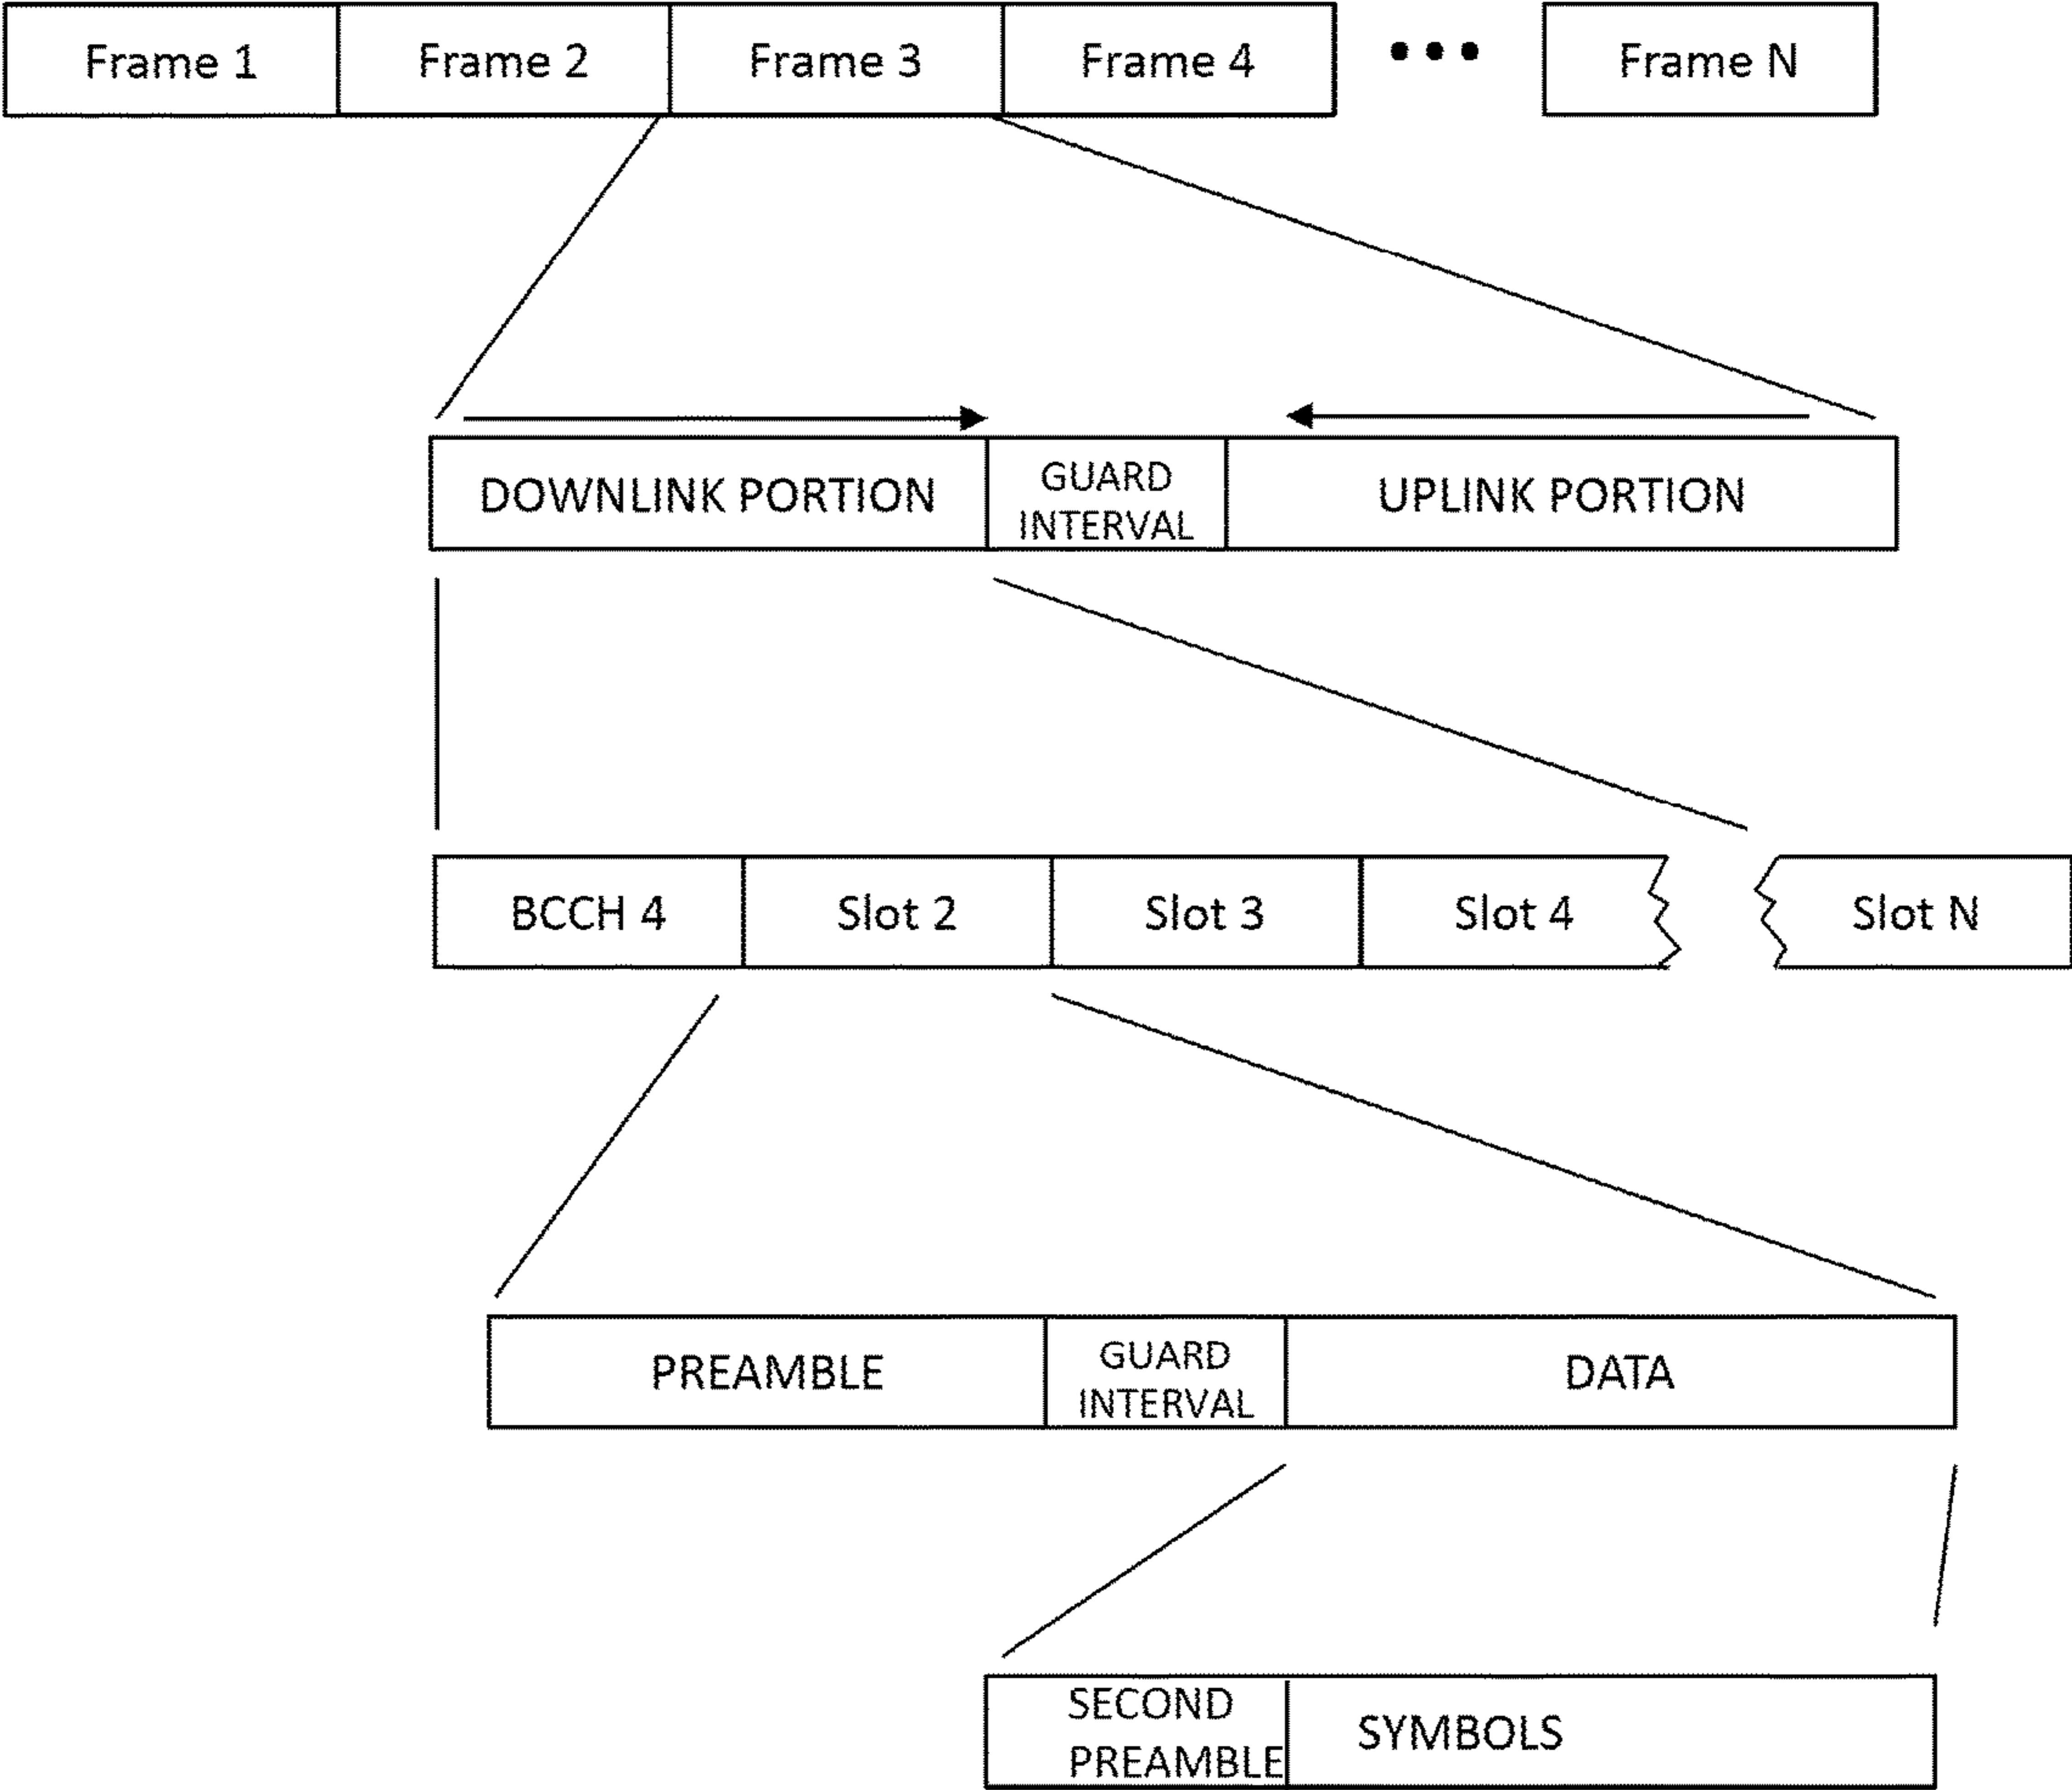 Frame 1 Frame 2 Frame 3 Frame 4 ••• Frame N
DOWNLINK PORTION
GUARD
INTERVAL
UPLINK PORTION
BCCH 4 Slot 2 Slot 3 Slot 4 Slot N
PREAMBLE
GUARD
INTERVAL
DATA
SECOND
PREAMBLE
SYMBOLS